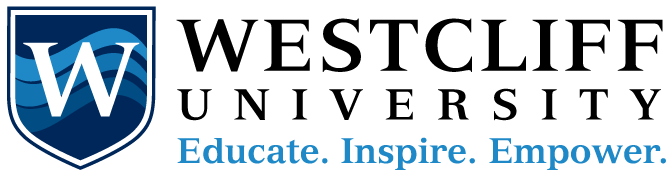 W
WESTCLIFF
UNIVERSITY
Educate. Inspire. Empower.